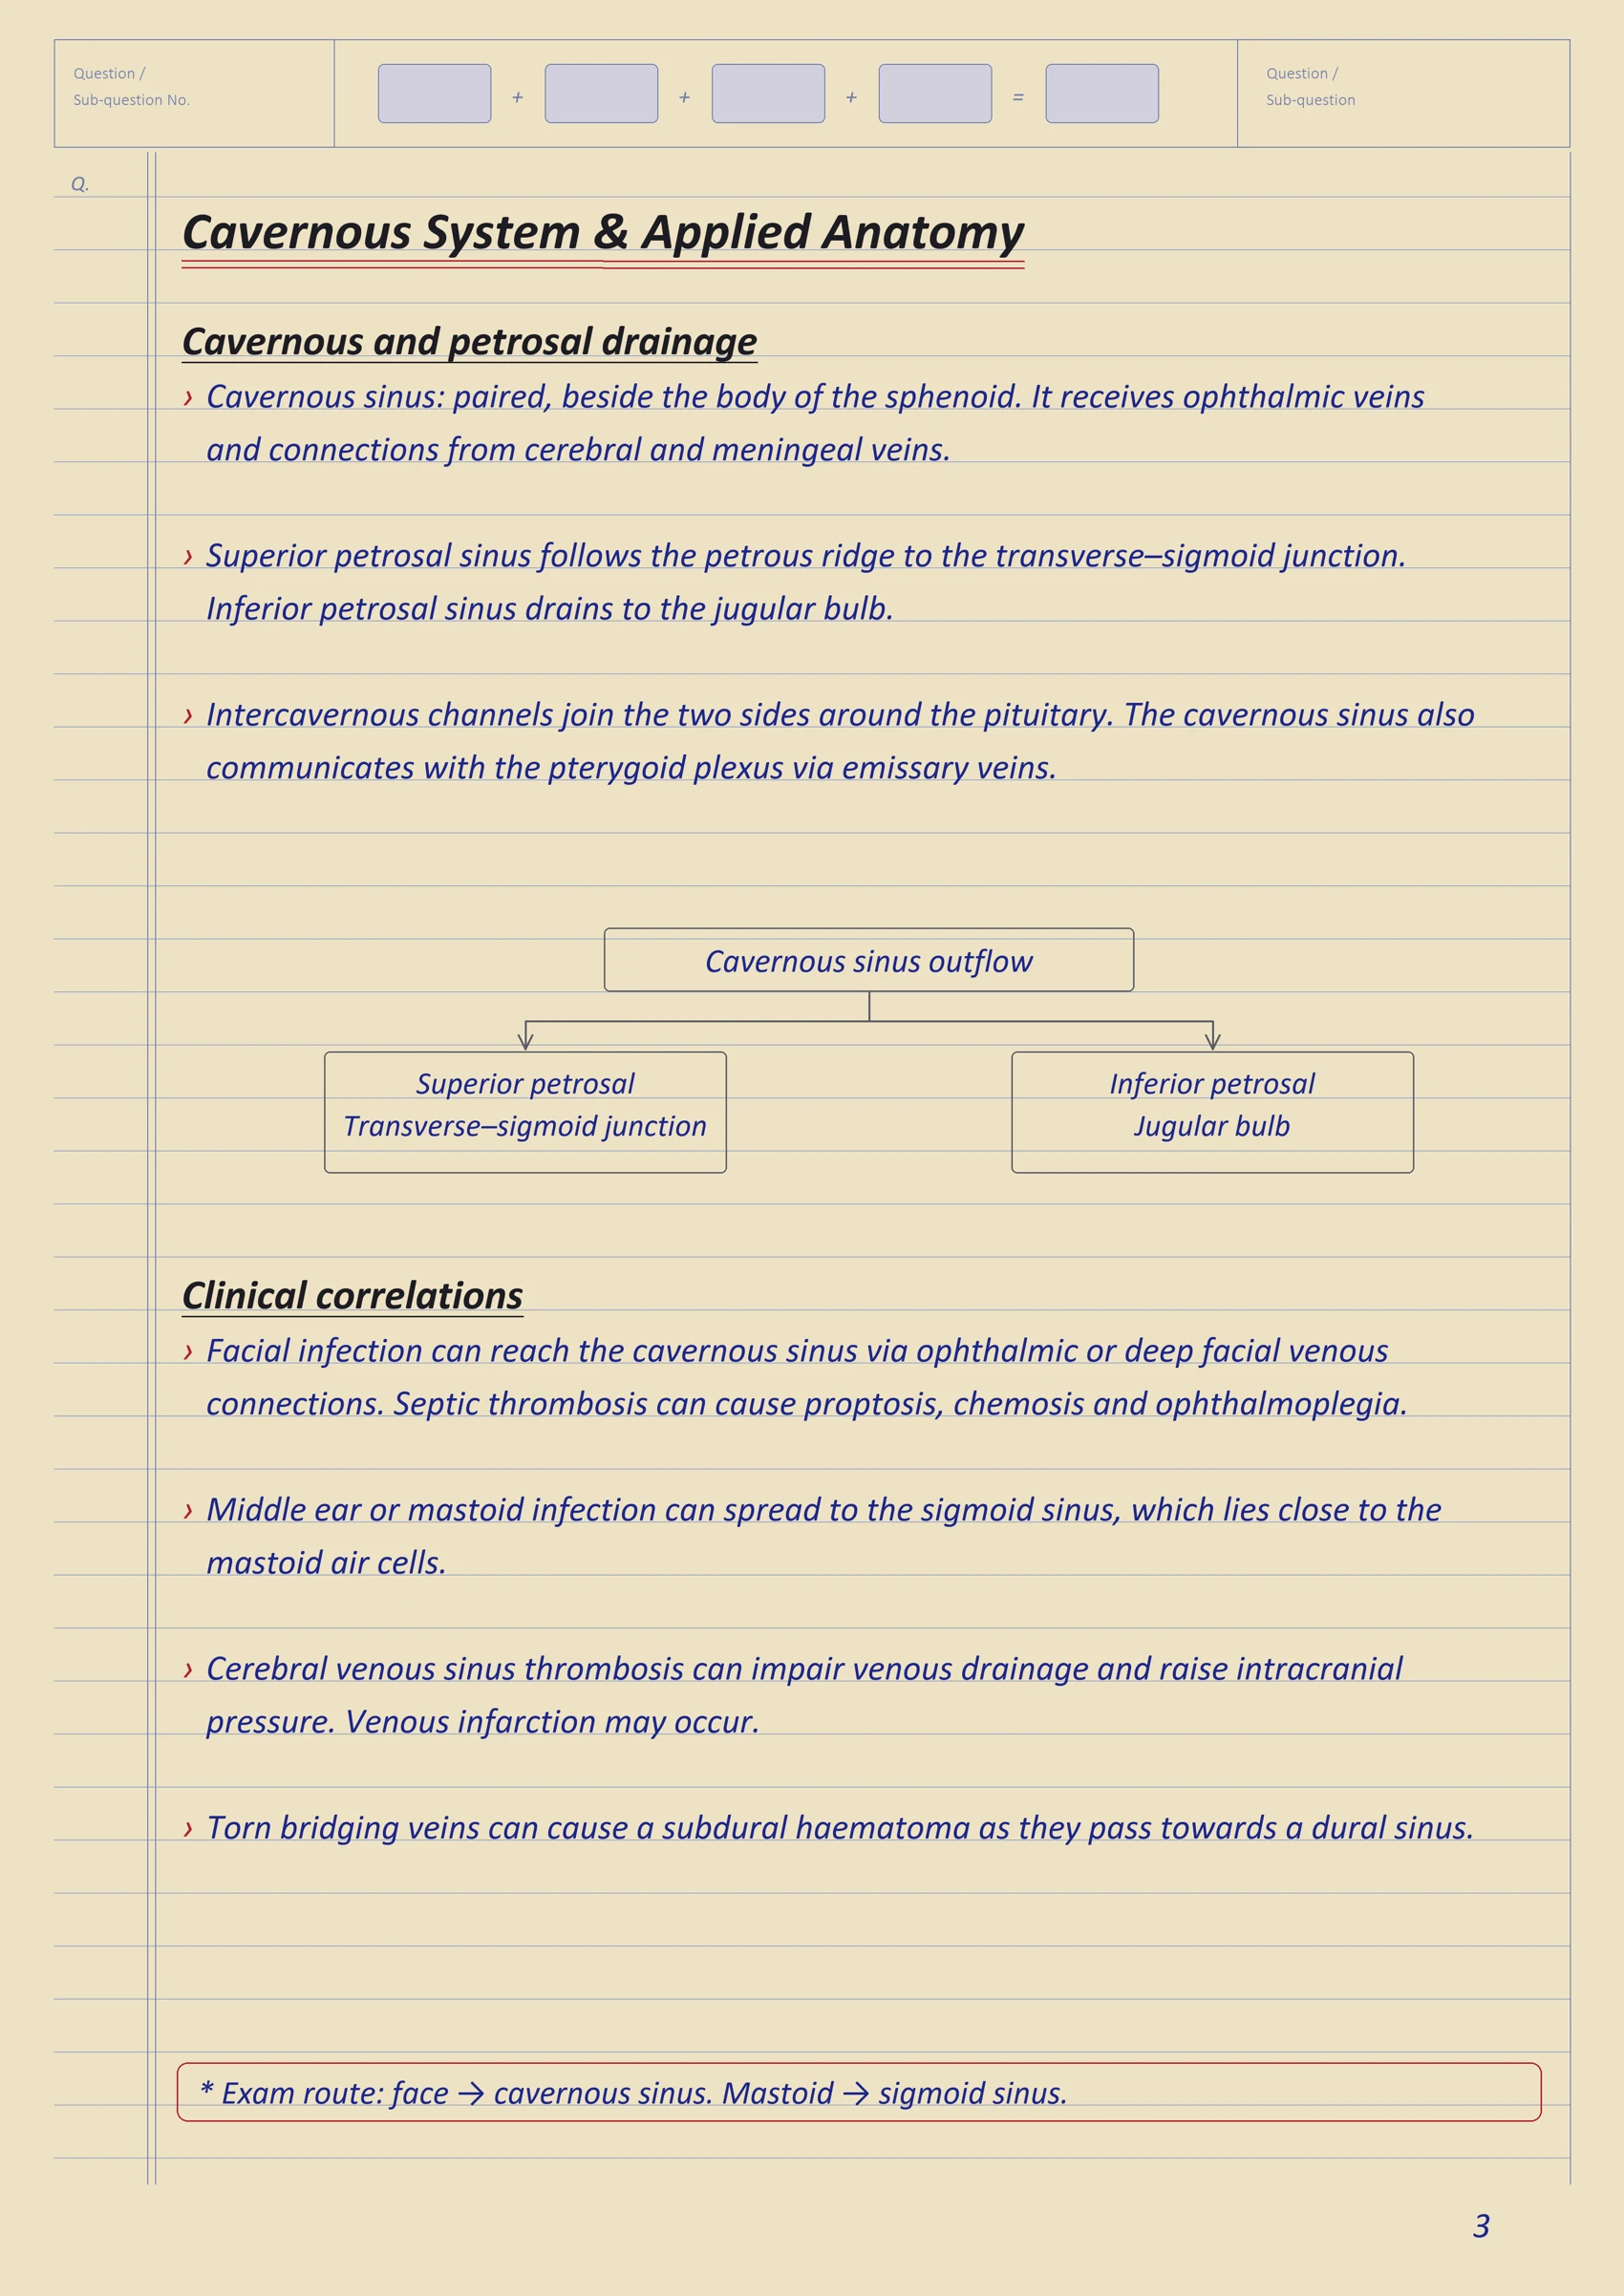 Question /
Sub-question No.
+ + + =
Question /
Sub-question
Q.
Cavernous System & Applied Anatomy
Cavernous and petrosal drainage
› Cavernous sinus: paired, beside the body of the sphenoid. It receives ophthalmic veins
and connections from cerebral and meningeal veins.
› Superior petrosal sinus follows the petrous ridge to the transverse–sigmoid junction.
Inferior petrosal sinus drains to the jugular bulb.
› Intercavernous channels join the two sides around the pituitary. The cavernous sinus also
communicates with the pterygoid plexus via emissary veins.
Cavernous sinus outflow
Superior petrosal
Transverse–sigmoid junction
Inferior petrosal
Jugular bulb
Clinical correlations
› Facial infection can reach the cavernous sinus via ophthalmic or deep facial venous
connections. Septic thrombosis can cause proptosis, chemosis and ophthalmoplegia.
› Middle ear or mastoid infection can spread to the sigmoid sinus, which lies close to the
mastoid air cells.
› Cerebral venous sinus thrombosis can impair venous drainage and raise intracranial
pressure. Venous infarction may occur.
› Torn bridging veins can cause a subdural haematoma as they pass towards a dural sinus.
* Exam route: face → cavernous sinus. Mastoid → sigmoid sinus.
3